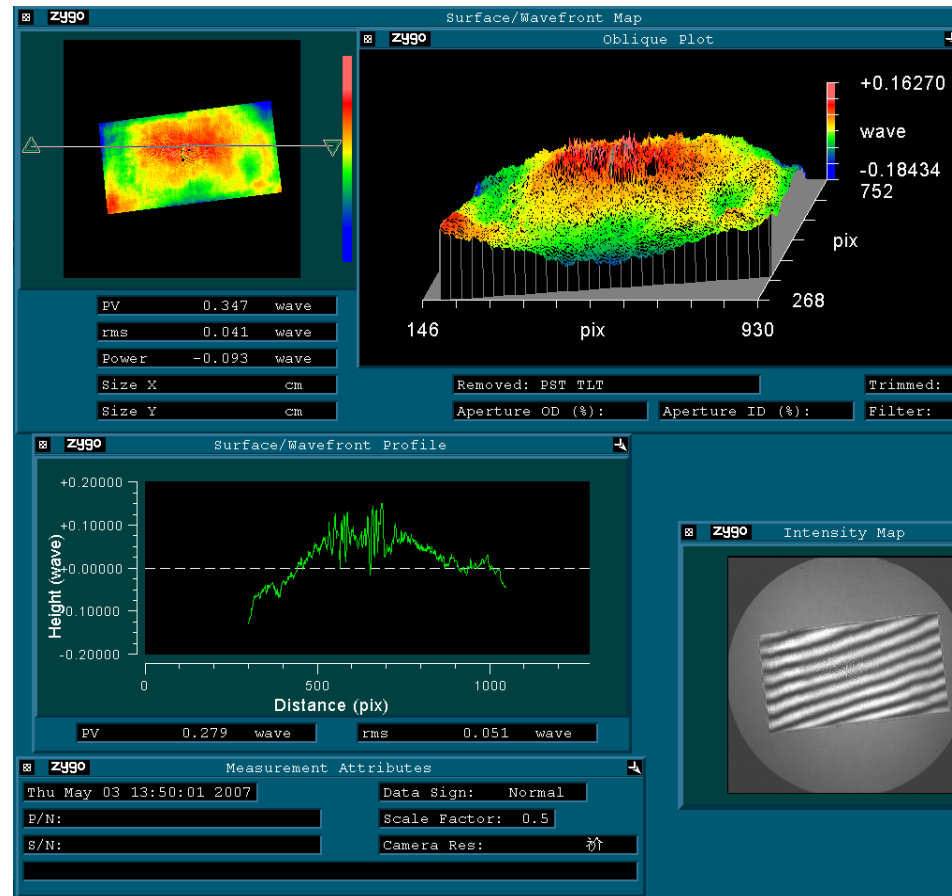 zygo Surface/Wavefront Map
zygo Oblique Plot
+0.16270
wave
-0.18434
752
pix
268
146 pix 930
PV 0.347 wave
rms 0.041 wave
Power -0.093 wave
Size X cm
Size Y cm
Removed: PST TLT
Trimmed:
Aperture OD (%):
Aperture ID (%):
Filter:
zygo Surface/Wavefront Profile
+0.20000
+0.10000
+0.00000
-0.10000
-0.20000
Height (wave)
0 500 1000
Distance (pix)
PV 0.279 wave
rms 0.051 wave
zygo Intensity Map
zygo Measurement Attributes
Thu May 03 13:50:01 2007
Data Sign: Normal
P/N:
Scale Factor: 0.5
S/N:
Camera Res: